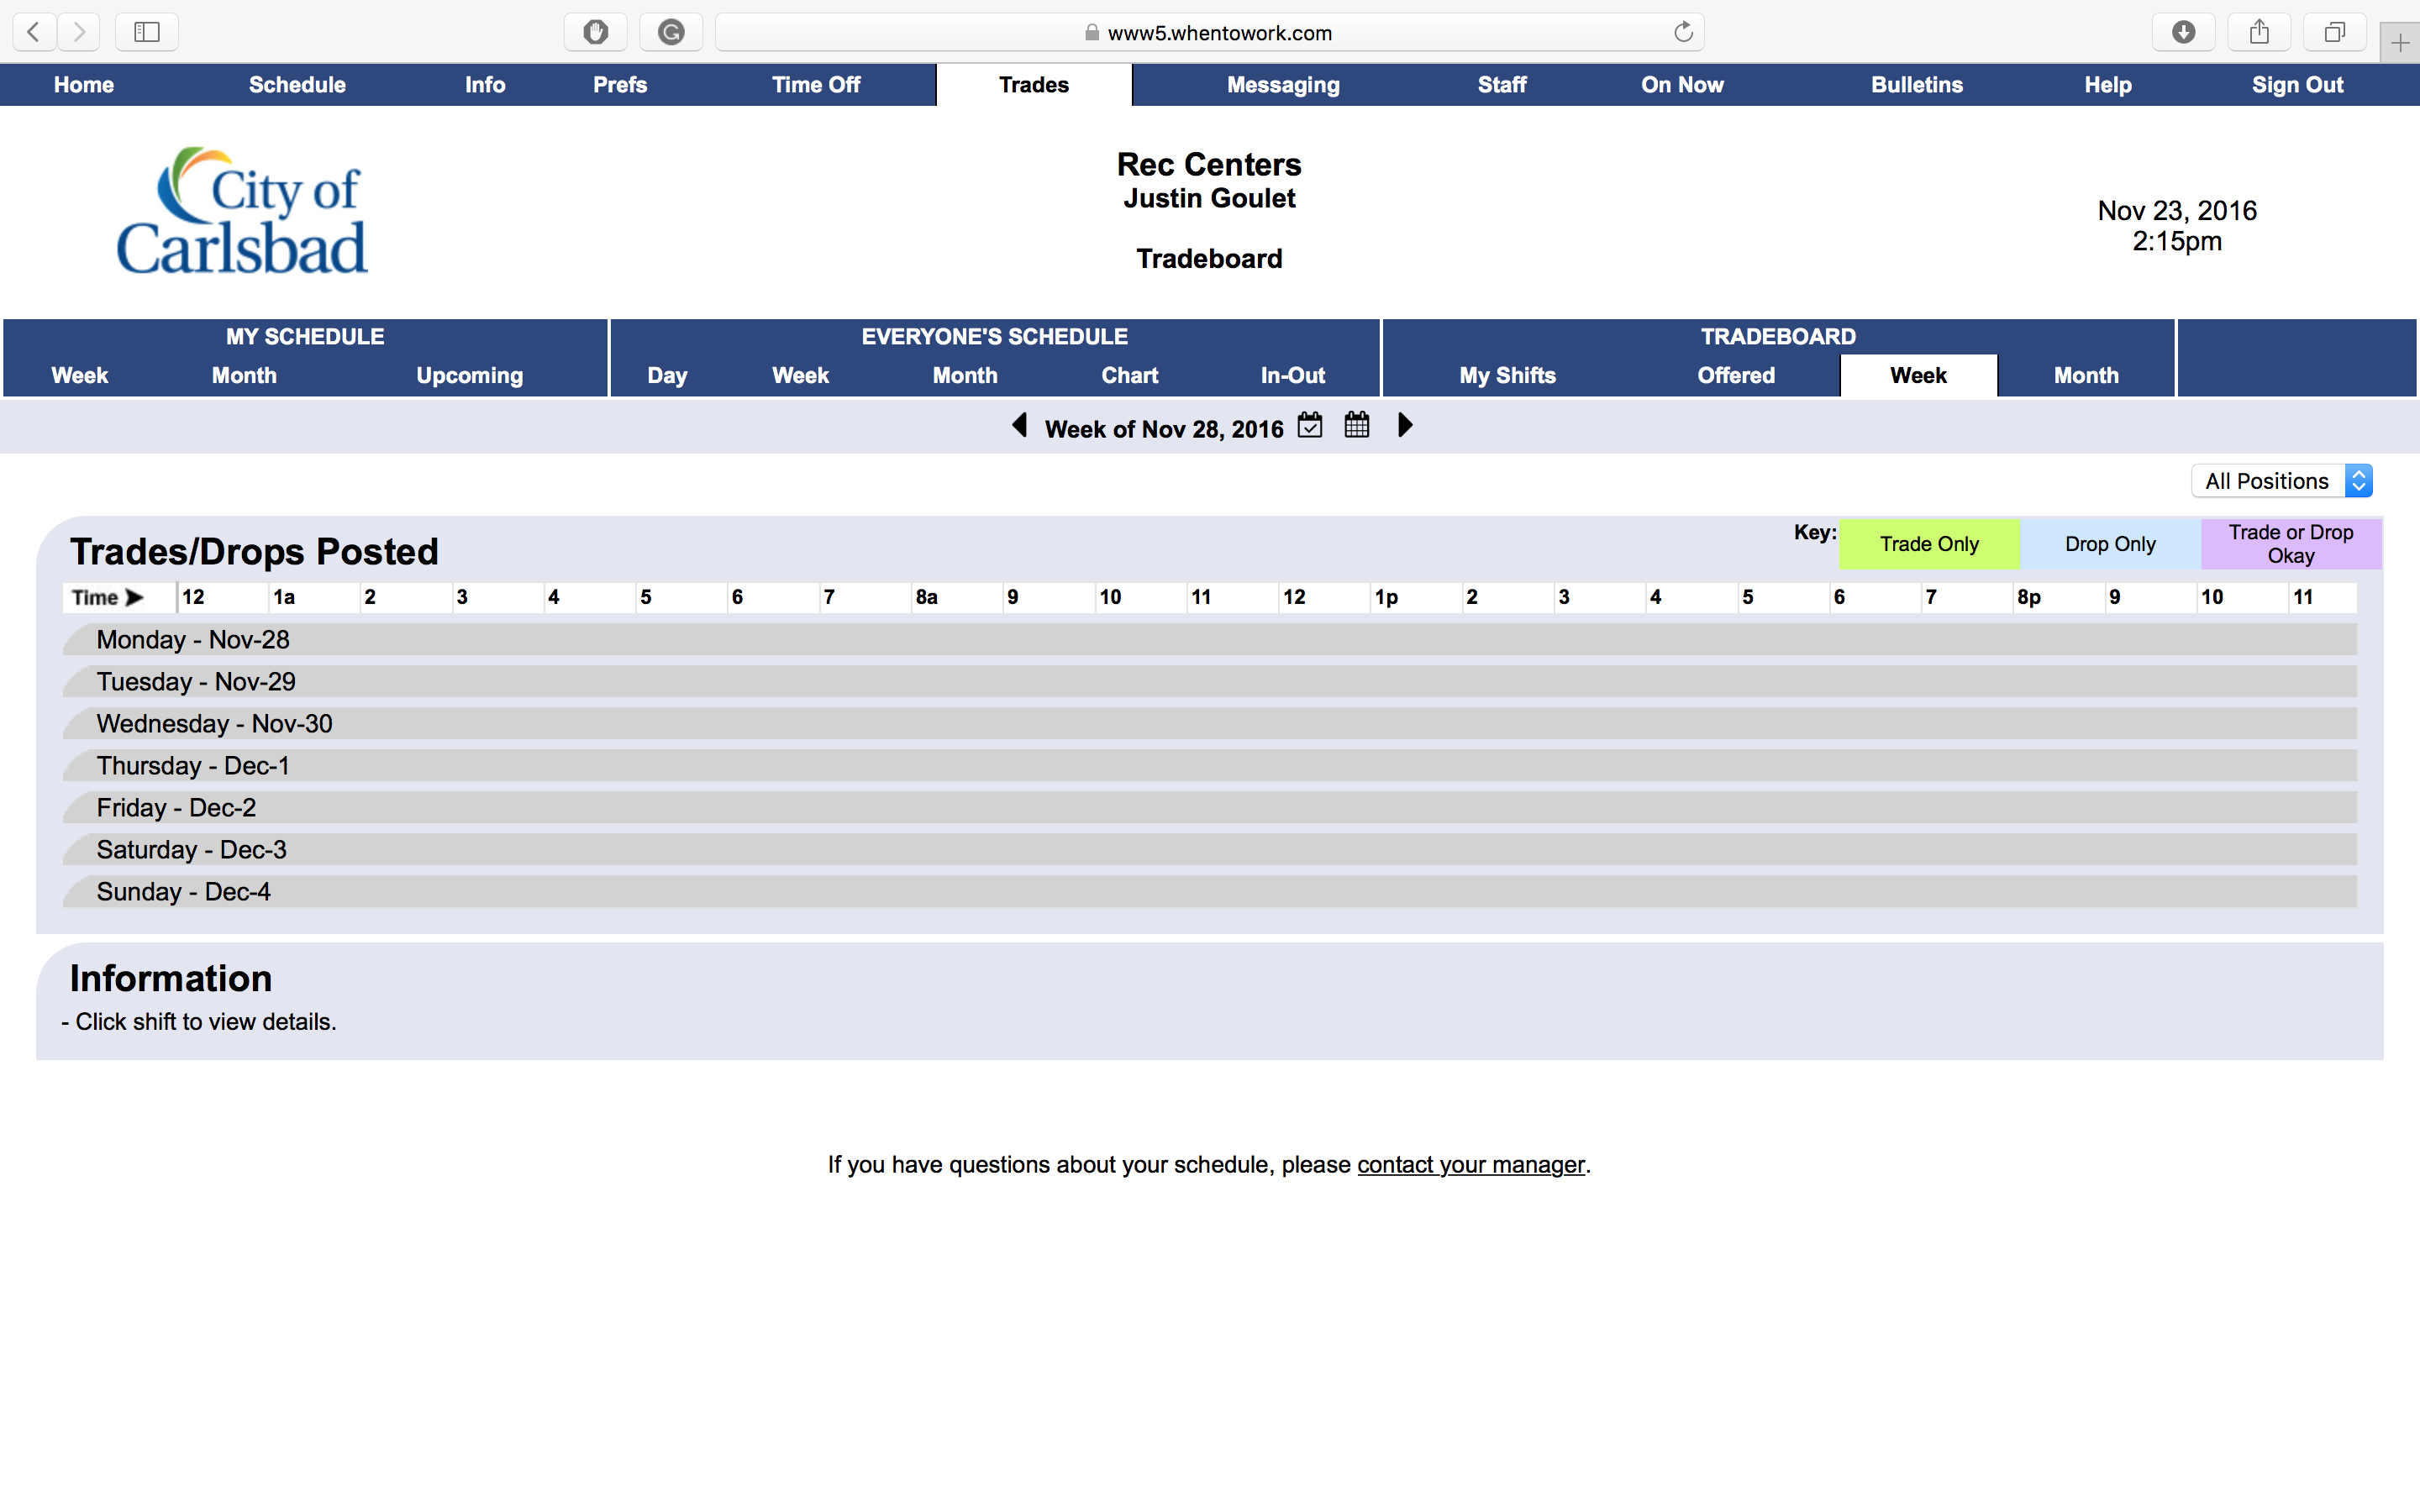 www5.whentowork.com
Home Schedule Info Prefs Time Off Trades Messaging Staff On Now Bulletins Help Sign Out
City of
Carlsbad
Rec Centers
Justin Goulet
Tradeboard
Nov 23, 2016
2:15pm
MY SCHEDULE EVERYONE'S SCHEDULE TRADEBOARD
Week Month Upcoming Day Week Month Chart In-Out My Shifts Offered Week Month
Week of Nov 28, 2016
All Positions
Trades/Drops Posted
Key: Trade Only Drop Only Trade or Drop
Okay
Time 12 1a 2 3 4 5 6 7 8a 9 10 11 12 1p 2 3 4 5 6 7 8p 9 10 11
Monday - Nov-28
Tuesday - Nov-29
Wednesday - Nov-30
Thursday - Dec-1
Friday - Dec-2
Saturday - Dec-3
Sunday - Dec-4
Information
- Click shift to view details.
If you have questions about your schedule, please contact your manager.